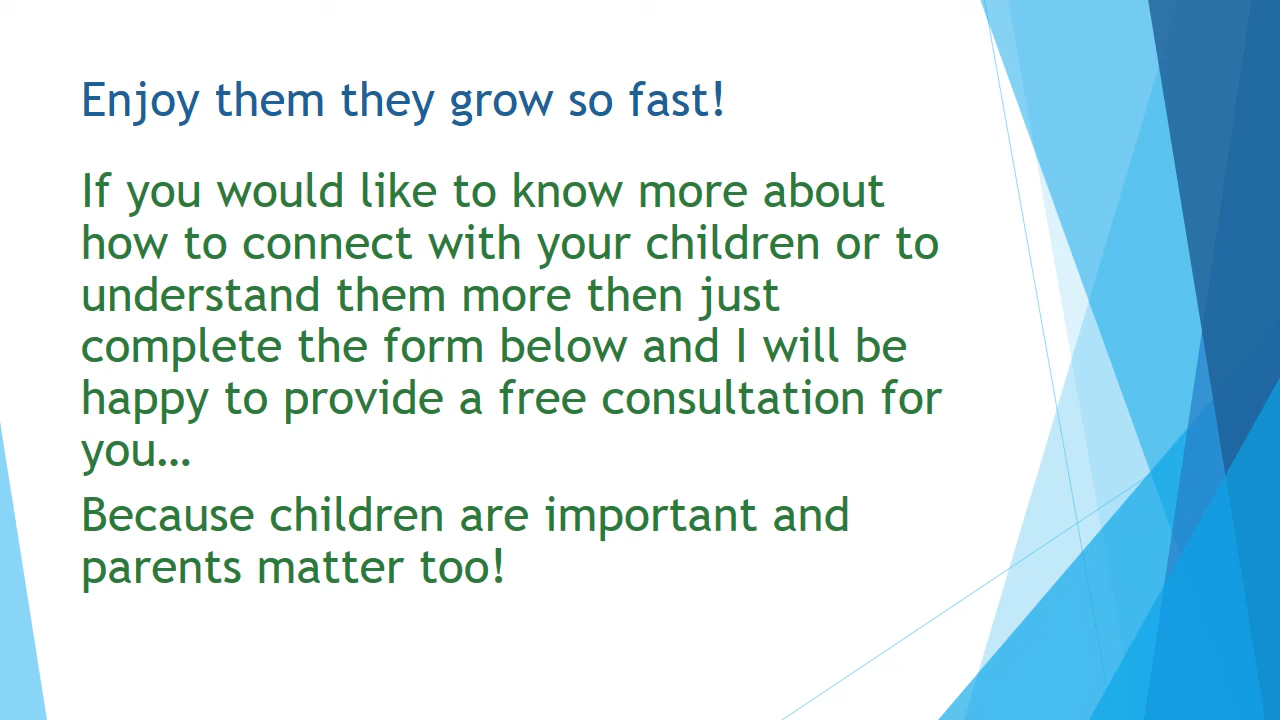 Enjoy them they grow so fast!
If you would like to know more about
how to connect with your children or to
understand them more then just
complete the form below and I will be
happy to provide a free consultation for
you…
Because children are important and
parents matter too!